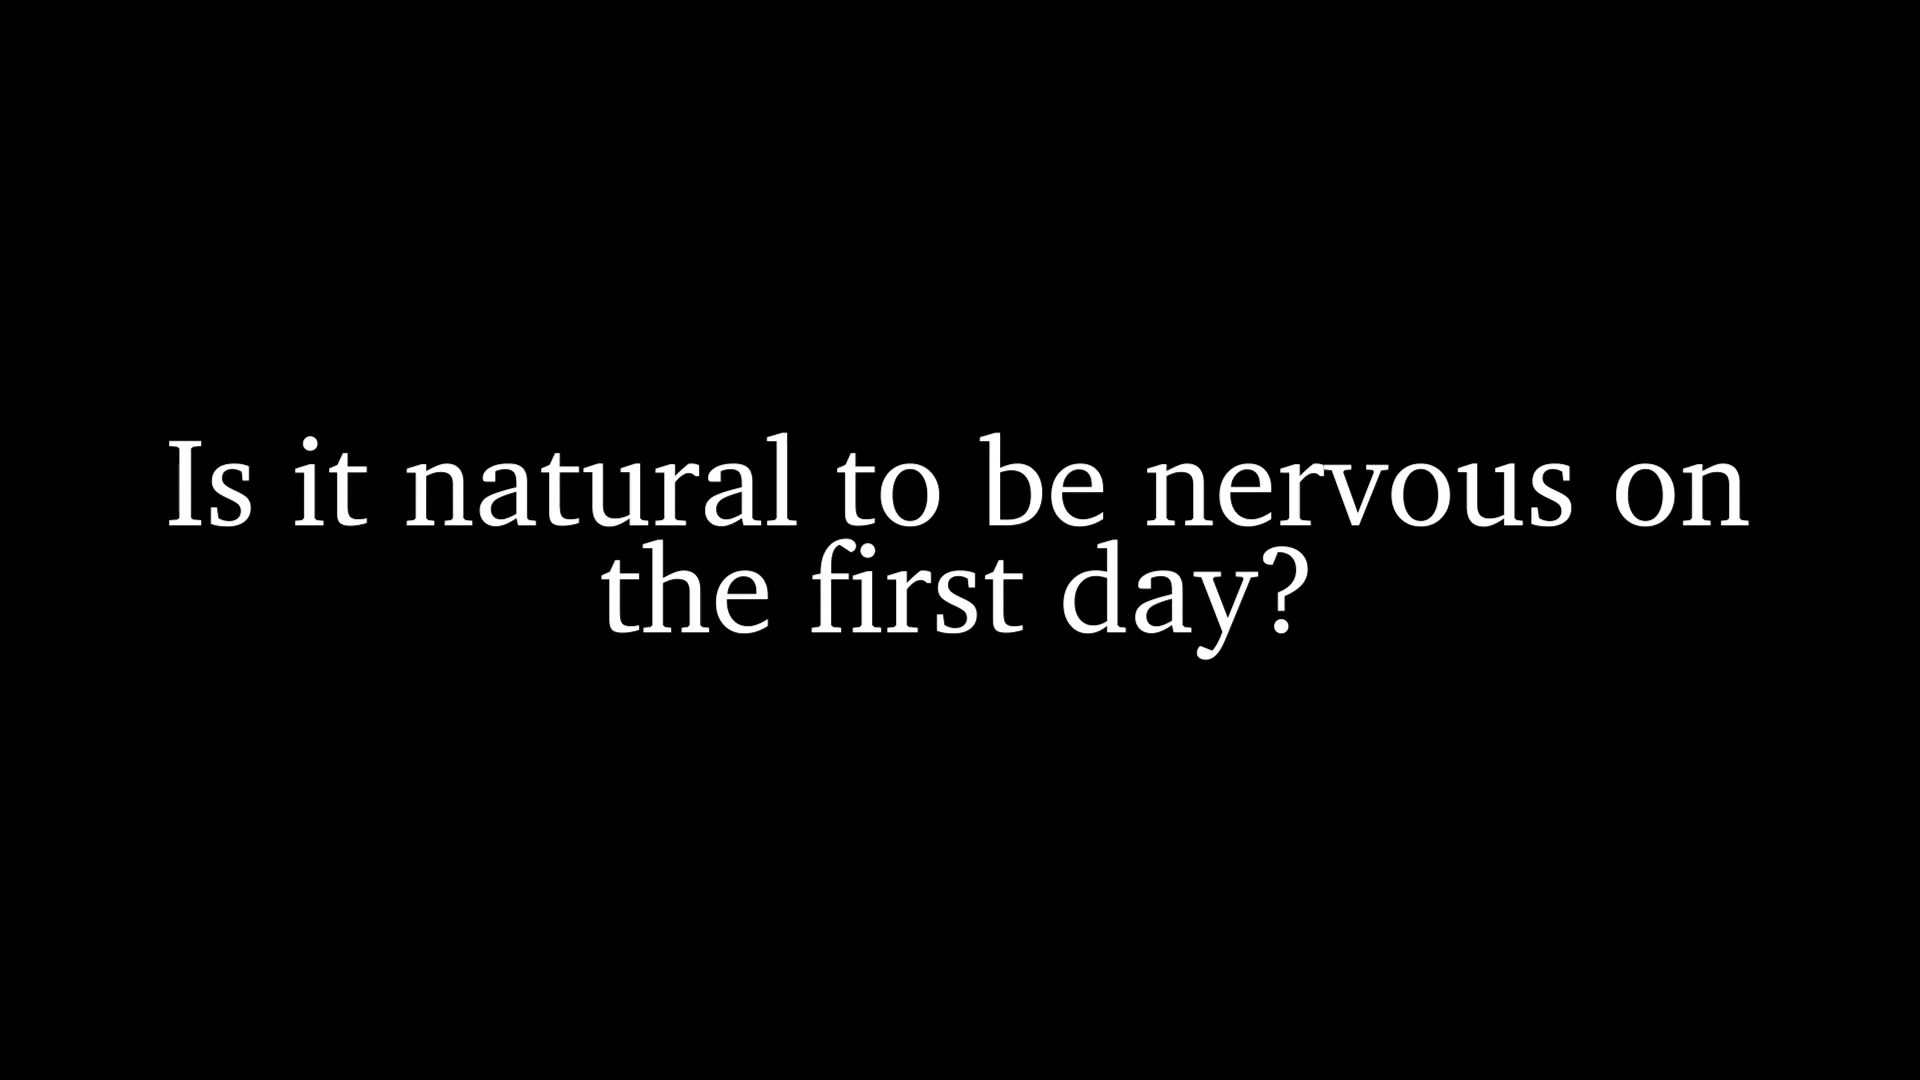 Is it natural to be nervous on
the first day?